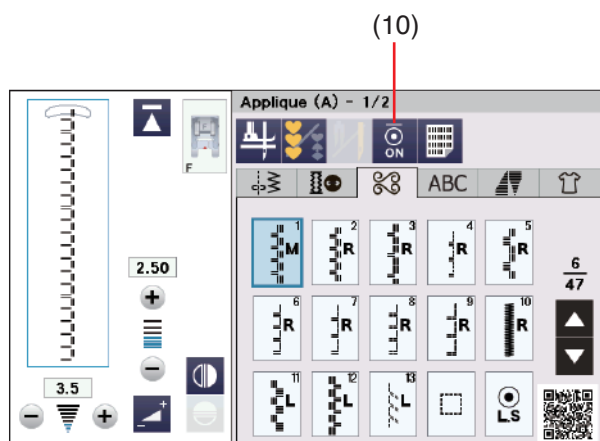 (10)
Applique (A) - 1/2
F
ON
ABC
1 M
2 R
3 R
4 R
5 R
6
47
2.50
6 R
7 R
8 R
9 R
10 R
3.5
11 L
12 L
13 L
L.S